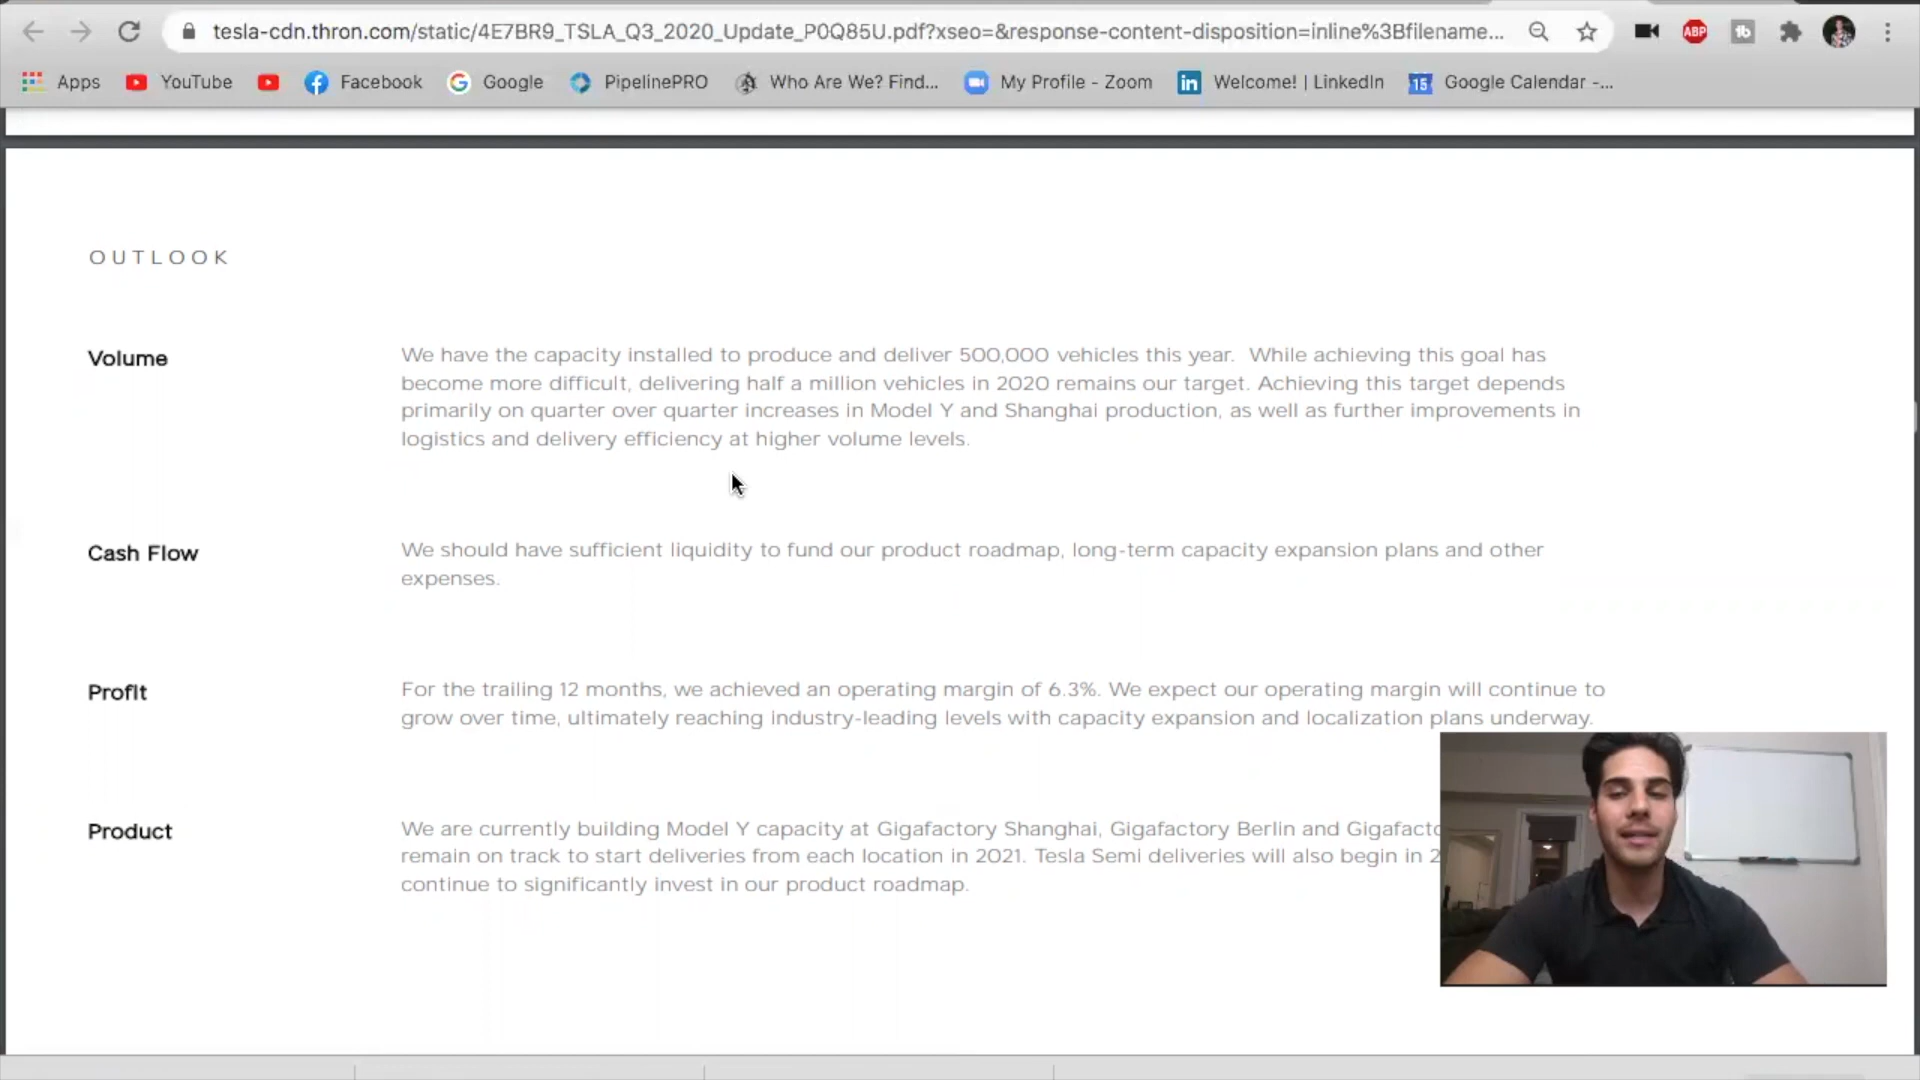 tesla-cdn.thron.com/static/4E7BR9_TSLA_Q3_2020_Update_P0Q85U.pdf?xseo=&response-content-disposition=inline%3Bfilename...
ABP
Apps YouTube Facebook Google PipelinePRO Who Are We? Find... My Profile - Zoom Welcome! | LinkedIn 15 Google Calendar -...
OUTLOOK
Volume
We have the capacity installed to produce and deliver 500,000 vehicles this year. While achieving this goal has
become more difficult, delivering half a million vehicles in 2020 remains our target. Achieving this target depends
primarily on quarter over quarter increases in Model Y and Shanghai production, as well as further improvements in
logistics and delivery efficiency at higher volume levels.
Cash Flow
We should have sufficient liquidity to fund our product roadmap, long-term capacity expansion plans and other
expenses.
Profit
For the trailing 12 months, we achieved an operating margin of 6.3%. We expect our operating margin will continue to
grow over time, ultimately reaching industry-leading levels with capacity expansion and localization plans underway.
Product
We are currently building Model Y capacity at Gigafactory Shanghai, Gigafactory Berlin and Gigafacto
remain on track to start deliveries from each location in 2021. Tesla Semi deliveries will also begin in 2
continue to significantly invest in our product roadmap.